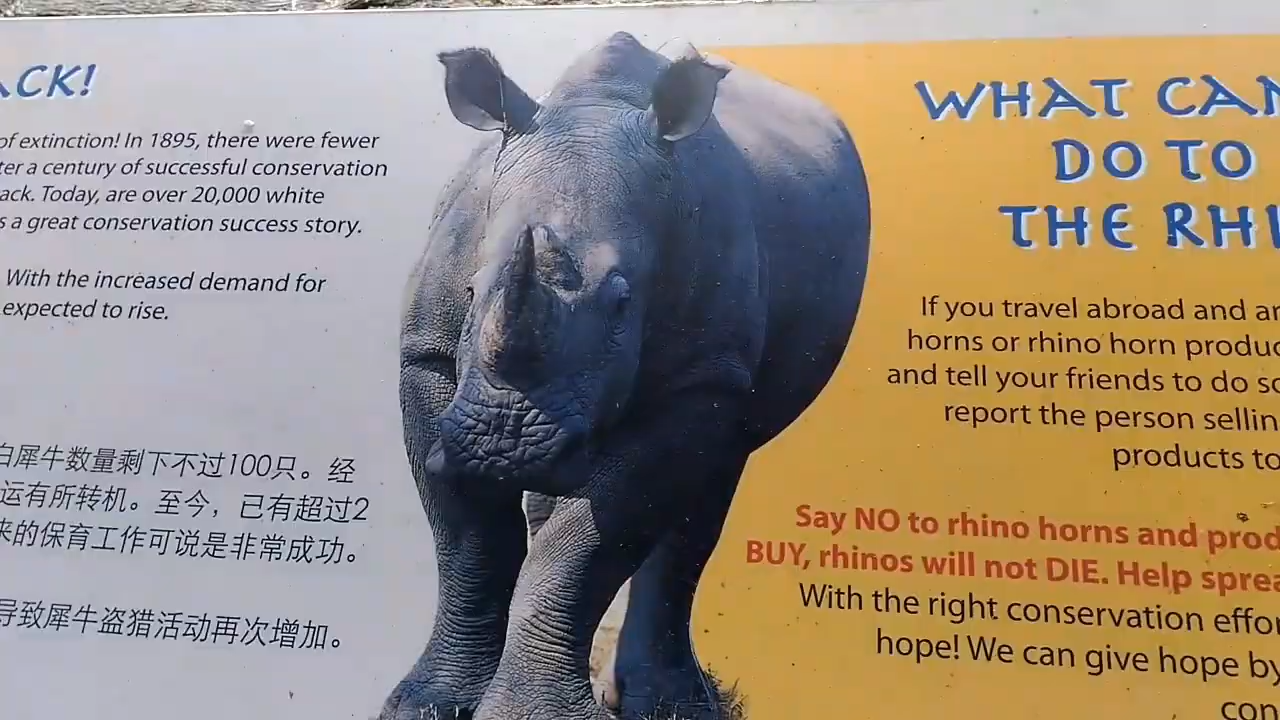 ACK!
of extinction! In 1895, there were fewer
ter a century of successful conservation
ack. Today, are over 20,000 white
s a great conservation success story.
With the increased demand for
expected to rise.
白犀牛数量剩下不过100只。经
运有所转机。至今，已有超过2
来的保育工作可说是非常成功。
导致犀牛盗猎活动再次增加。
WHAT CAN
DO TO
THE RHI
If you travel abroad and ar
horns or rhino horn produc
and tell your friends to do so
report the person sellin
products to
Say NO to rhino horns and prod
BUY, rhinos will not DIE. Help sprea
With the right conservation effor
hope! We can give hope by
con